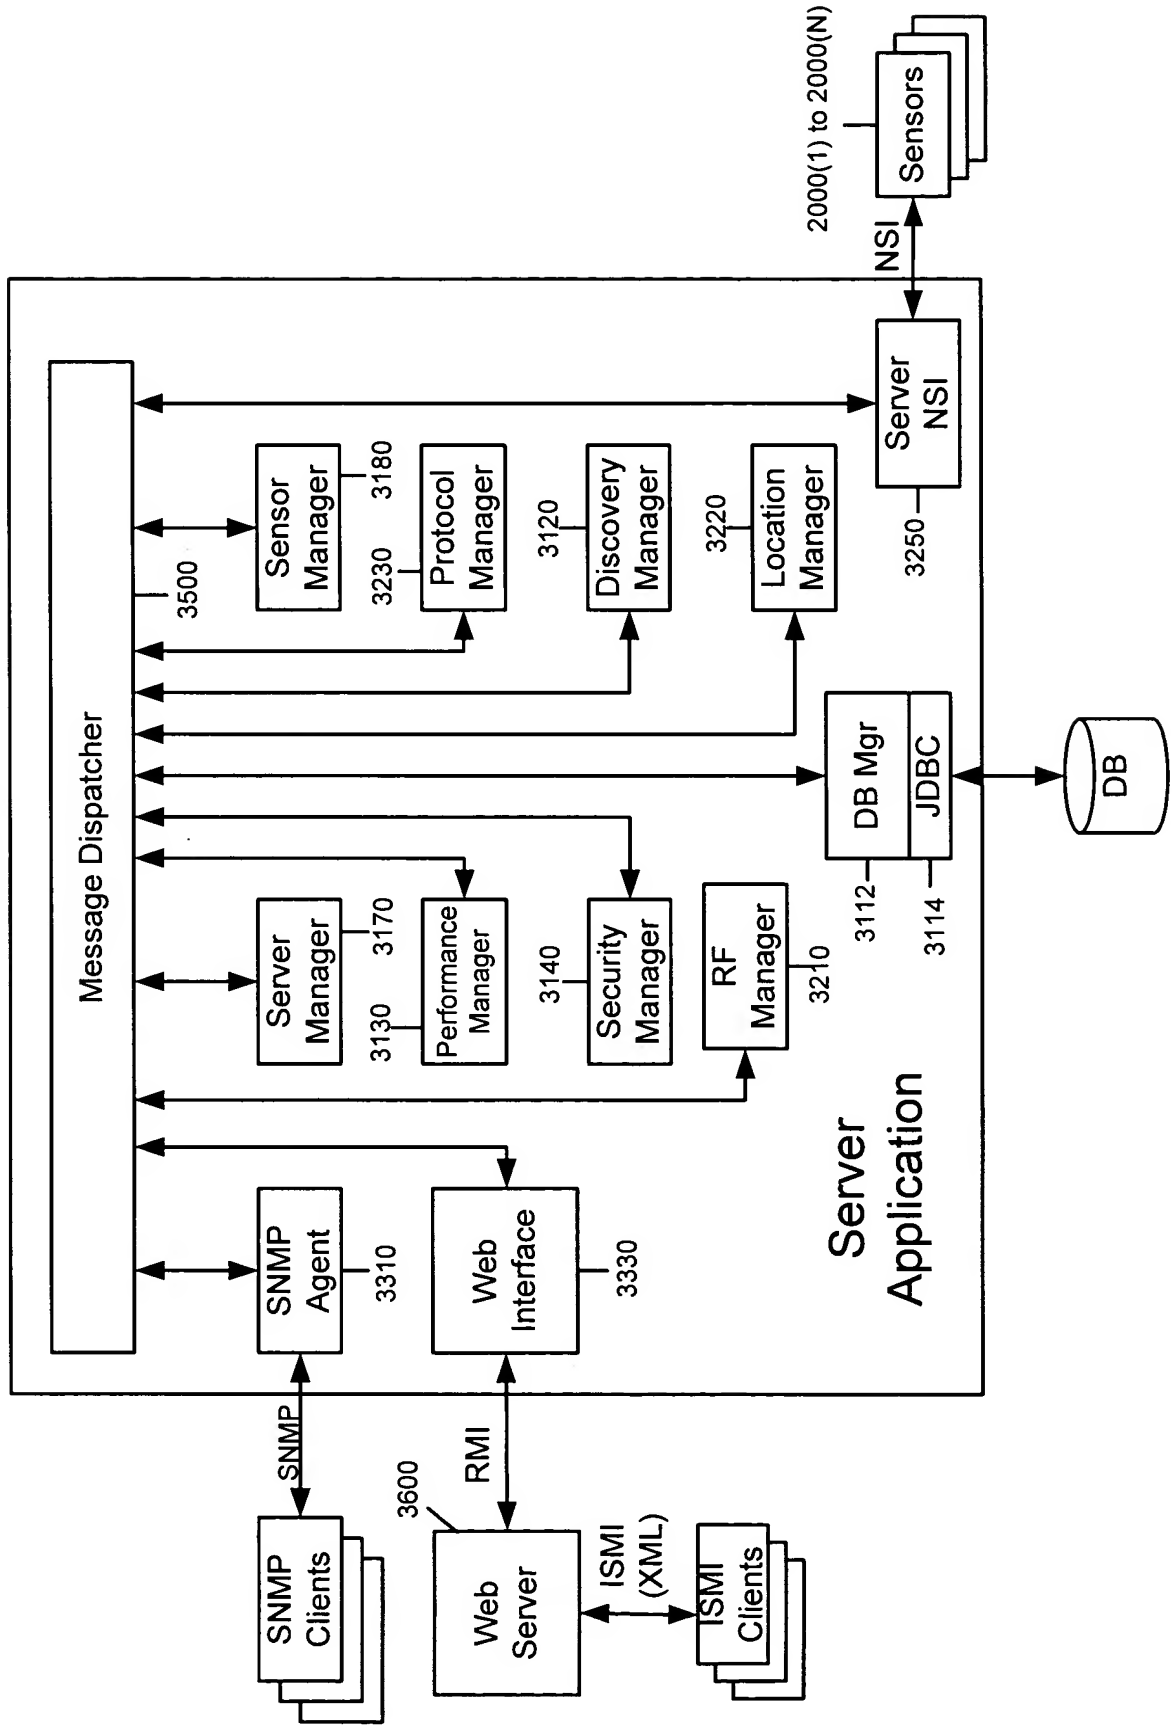 Message Dispatcher
3500
SNMP
Clients
SNMP
SNMP
Agent
3310
Server
Manager
3170
Sensor
Manager
3180
3600
Web
Server
RMI
Web
Interface
3330
3130
Performance
Manager
3230
Protocol
Manager
3140
Security
Manager
3120
Discovery
Manager
ISMI
(XML)
ISMI
Clients
RF
Manager
3210
3220
Location
Manager
Server
Application
3112
DB Mgr
3114
JDBC
3250
Server
NSI
NSI
2000(1) to 2000(N)
Sensors
DB